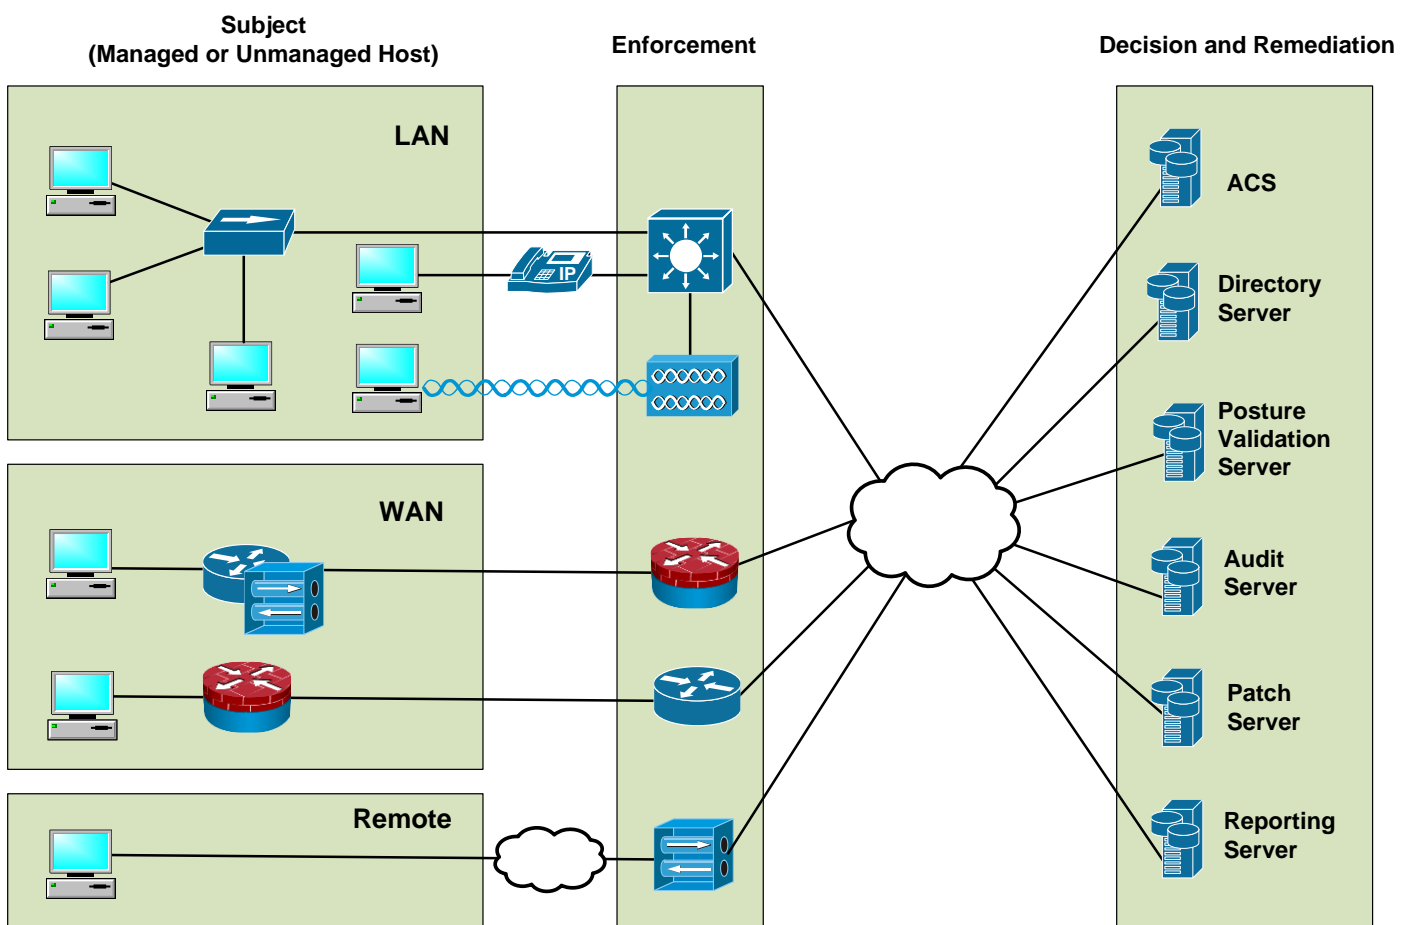 Subject
(Managed or Unmanaged Host)
Enforcement
Decision and Remediation
LAN
IP
WAN
Remote
ACS
Directory
Server
Posture
Validation
Server
Audit
Server
Patch
Server
Reporting
Server